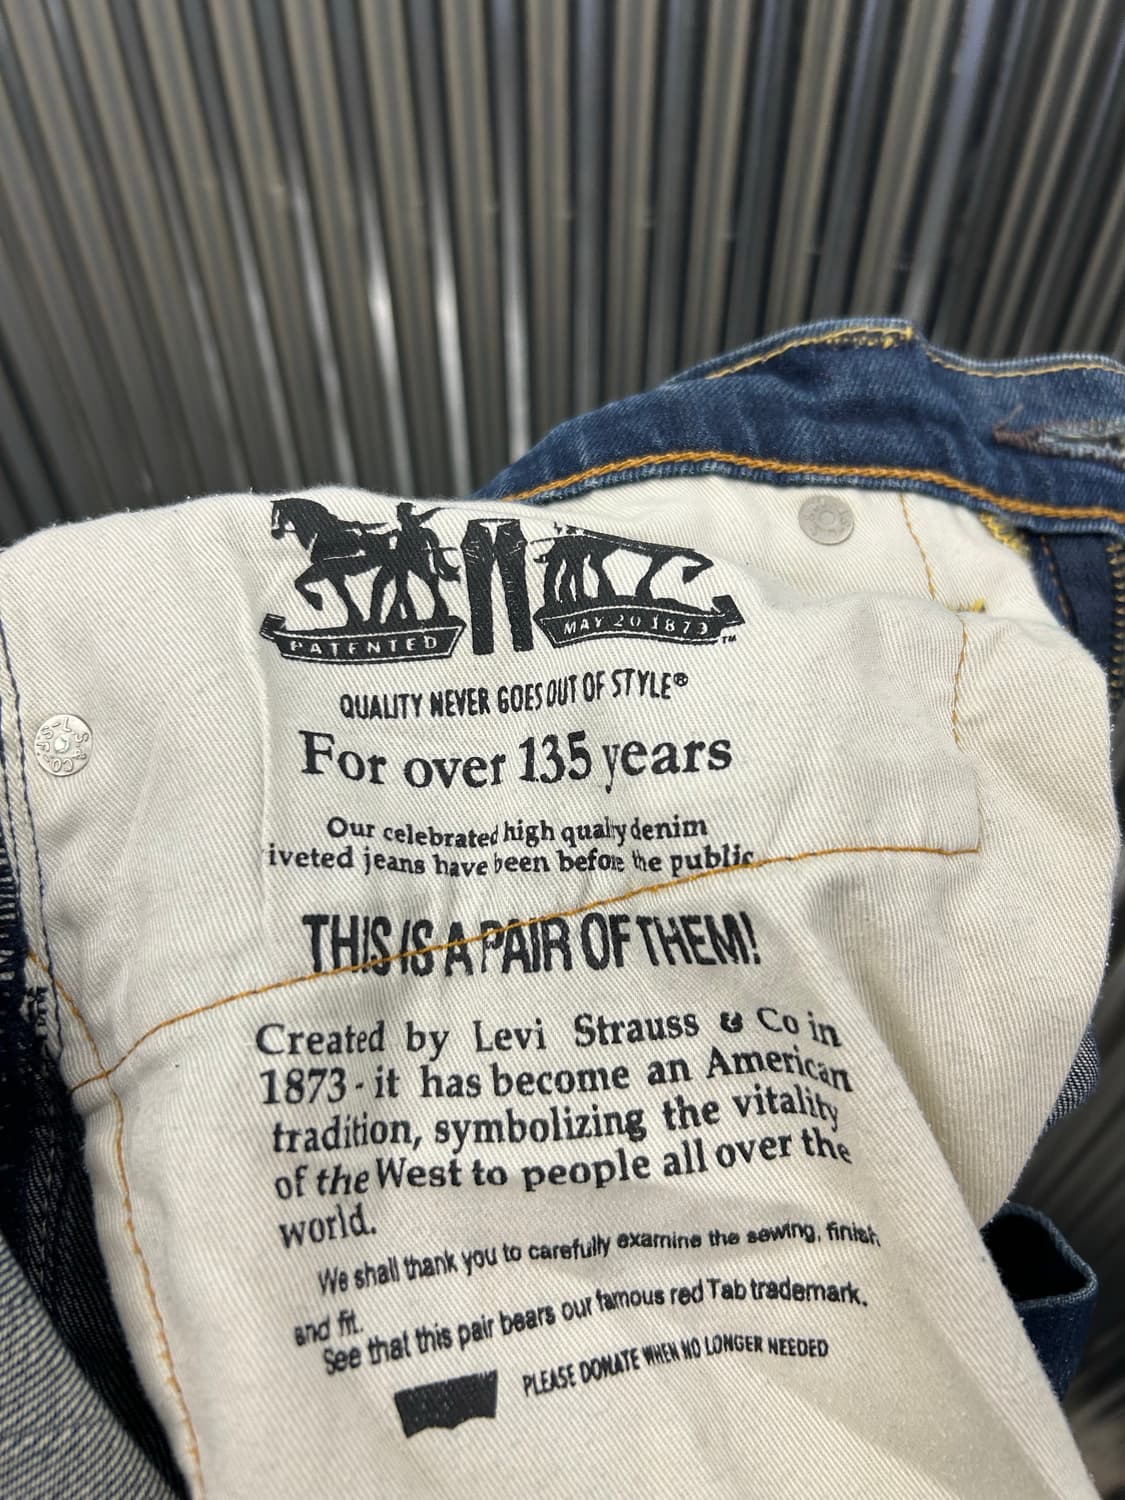 PATENTED
MAY 20 1873 ™
QUALITY NEVER GOES OUT OF STYLE®
For over 135 years
Our celebrated high quality denim
iveted jeans have been before the public
THIS IS A PAIR OF THEM!
Created by Levi Strauss & Co in
1873 - it has become an American
tradition, symbolizing the vitality
of the West to people all over the
world.
We shall thank you to carefully examine the sewing, finish
and fit.
See that this pair bears our famous red Tab trademark.
PLEASE DONATE WHEN NO LONGER NEEDED